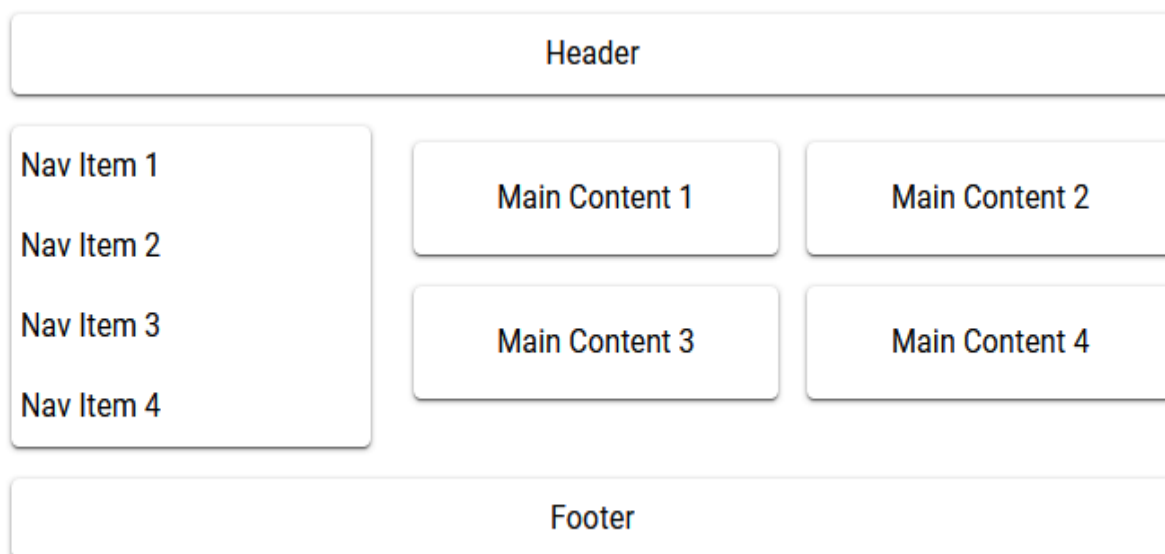 Header
Nav Item 1
Nav Item 2
Nav Item 3
Nav Item 4
Main Content 1
Main Content 2
Main Content 3
Main Content 4
Footer